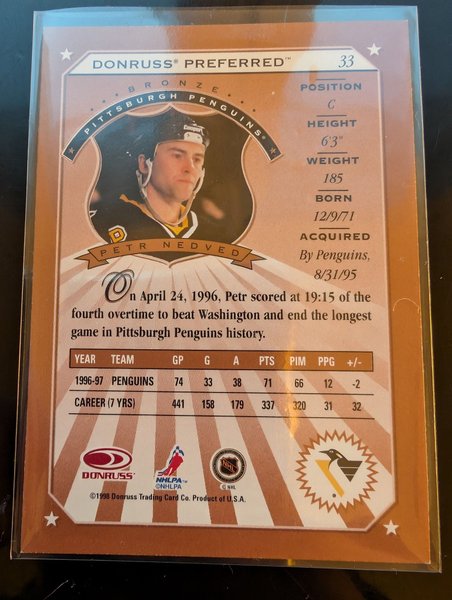 DONRUSS® PREFERRED™ 33
BRONZE
PITTSBURGH PENGUINS®
PETR NEDVED
POSITION
C
HEIGHT
6'3"
WEIGHT
185
BORN
12/9/71
ACQUIRED
By Penguins,
8/31/95
On April 24, 1996, Petr scored at 19:15 of the
fourth overtime to beat Washington and end the longest
game in Pittsburgh Penguins history.
YEAR TEAM GP G A PTS PIM PPG +/-
1996-97 PENGUINS 74 33 38 71 66 12 -2
CAREER (7 YRS) 441 158 179 337 320 31 32
DONRUSS®
NHLPA™
©NHLPA
NHL
© NHL
©1998 Donruss Trading Card Co. Product of U.S.A.